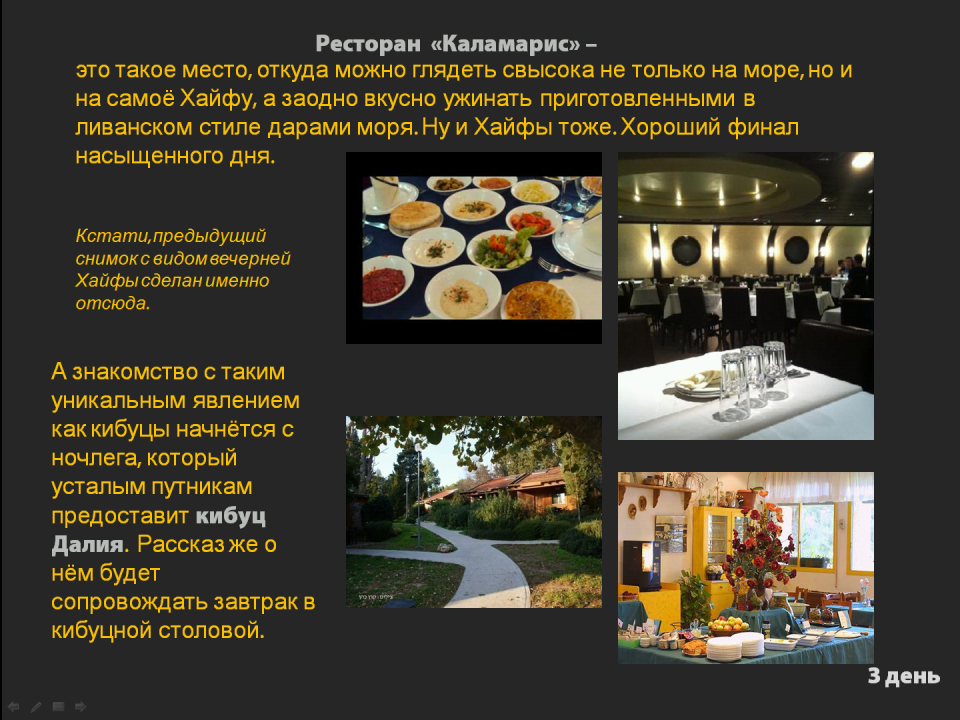 Ресторан «Каламарис» –
это такое место, откуда можно глядеть свысока не только на море, но и
на самоё Хайфу, а заодно вкусно ужинать приготовленными в
ливанском стиле дарами моря. Ну и Хайфы тоже. Хороший финал
насыщенного дня.
Кстати,предыдущий
снимок с видом вечерней
Хайфы сделан именно
отсюда.
А знакомство с таким
уникальным явлением
как кибуцы начнётся с
ночлега, который
усталым путникам
предоставит кибуц
Далия. Рассказ же о
нём будет
сопровождать завтрак в
кибуцной столовой.
3 день